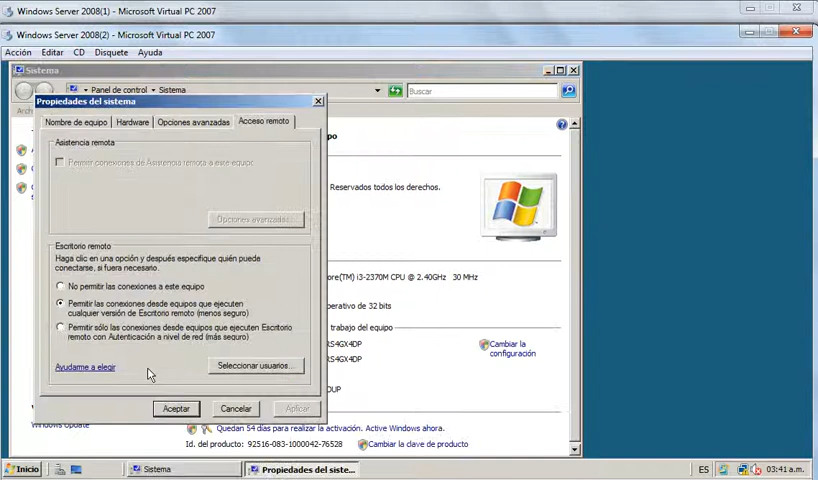 Windows Server 2008(1) - Microsoft Virtual PC 2007
Windows Server 2008(2) - Microsoft Virtual PC 2007
Acción Editar CD Disquete Ayuda
Sistema
Panel de control Sistema
Buscar
Propiedades del sistema
Nombre de equipo Hardware Opciones avanzadas Acceso remoto
Asistencia remota
Permitir conexiones de Asistencia remota a este equipo
Opciones avanzadas...
Escritorio remoto
Haga clic en una opción y después especifique quién puede
conectarse, si fuera necesario.
No permitir las conexiones a este equipo
Permitir las conexiones desde equipos que ejecuten
cualquier versión de Escritorio remoto (menos seguro)
Permitir sólo las conexiones desde equipos que ejecuten Escritorio
remoto con Autenticación a nivel de red (más seguro)
Ayudarme a elegir
Seleccionar usuarios...
Aceptar Cancelar Aplicar
ipo
Reservados todos los derechos.
ore(TM) i3-2370M CPU @ 2.40GHz 30 MHz
perativo de 32 bits
trabajo del equipo
RS4GX4DP
Cambiar la
configuración
RS4GX4DP
OUP
Windows Update
Quedan 54 días para realizar la activación. Active Windows ahora.
Id. del producto: 92516-083-1000042-76528
Cambiar la clave de producto
Inicio
Sistema
Propiedades del siste...
ES
03:41 a.m.